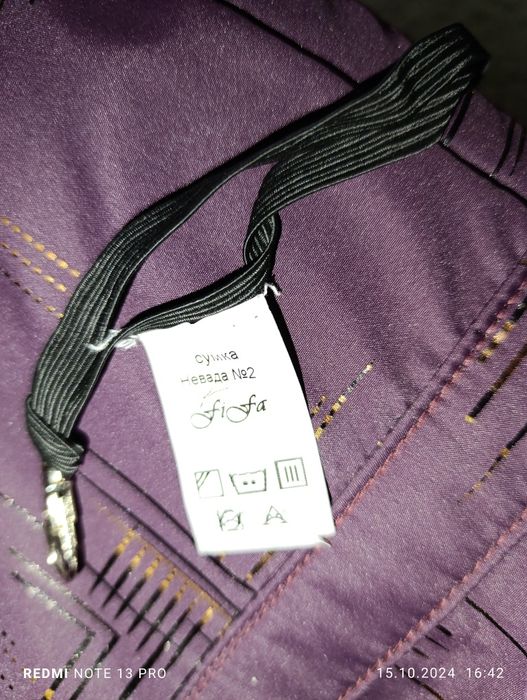 сумка
Невада №2
FiFa
A
REDMI NOTE 13 PRO
15.10.2024 16:42